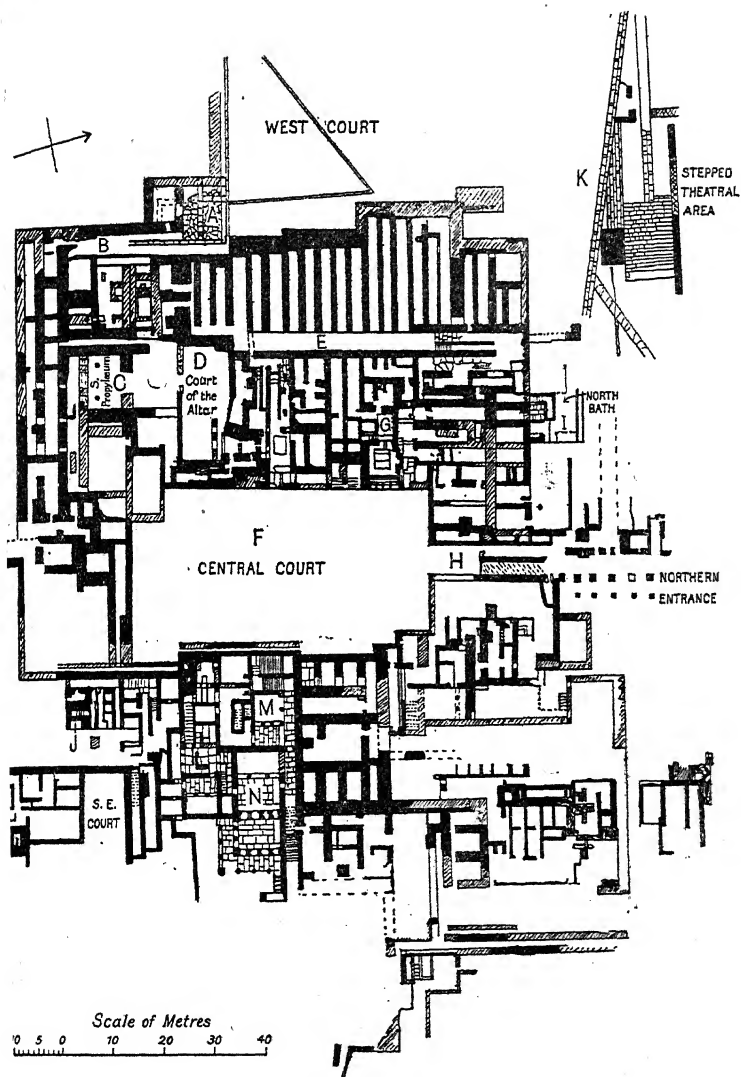 WEST COURT
K
STEPPED
THEATRAL
AREA
A
B
E
D
Court
of the
Altar
C
S. Propylaeum
G
NORTH
BATH
F
CENTRAL COURT
H
NORTHERN
ENTRANCE
M
J
L
N
S.E.
COURT
Scale of Metres
10 5 0 10 20 30 40